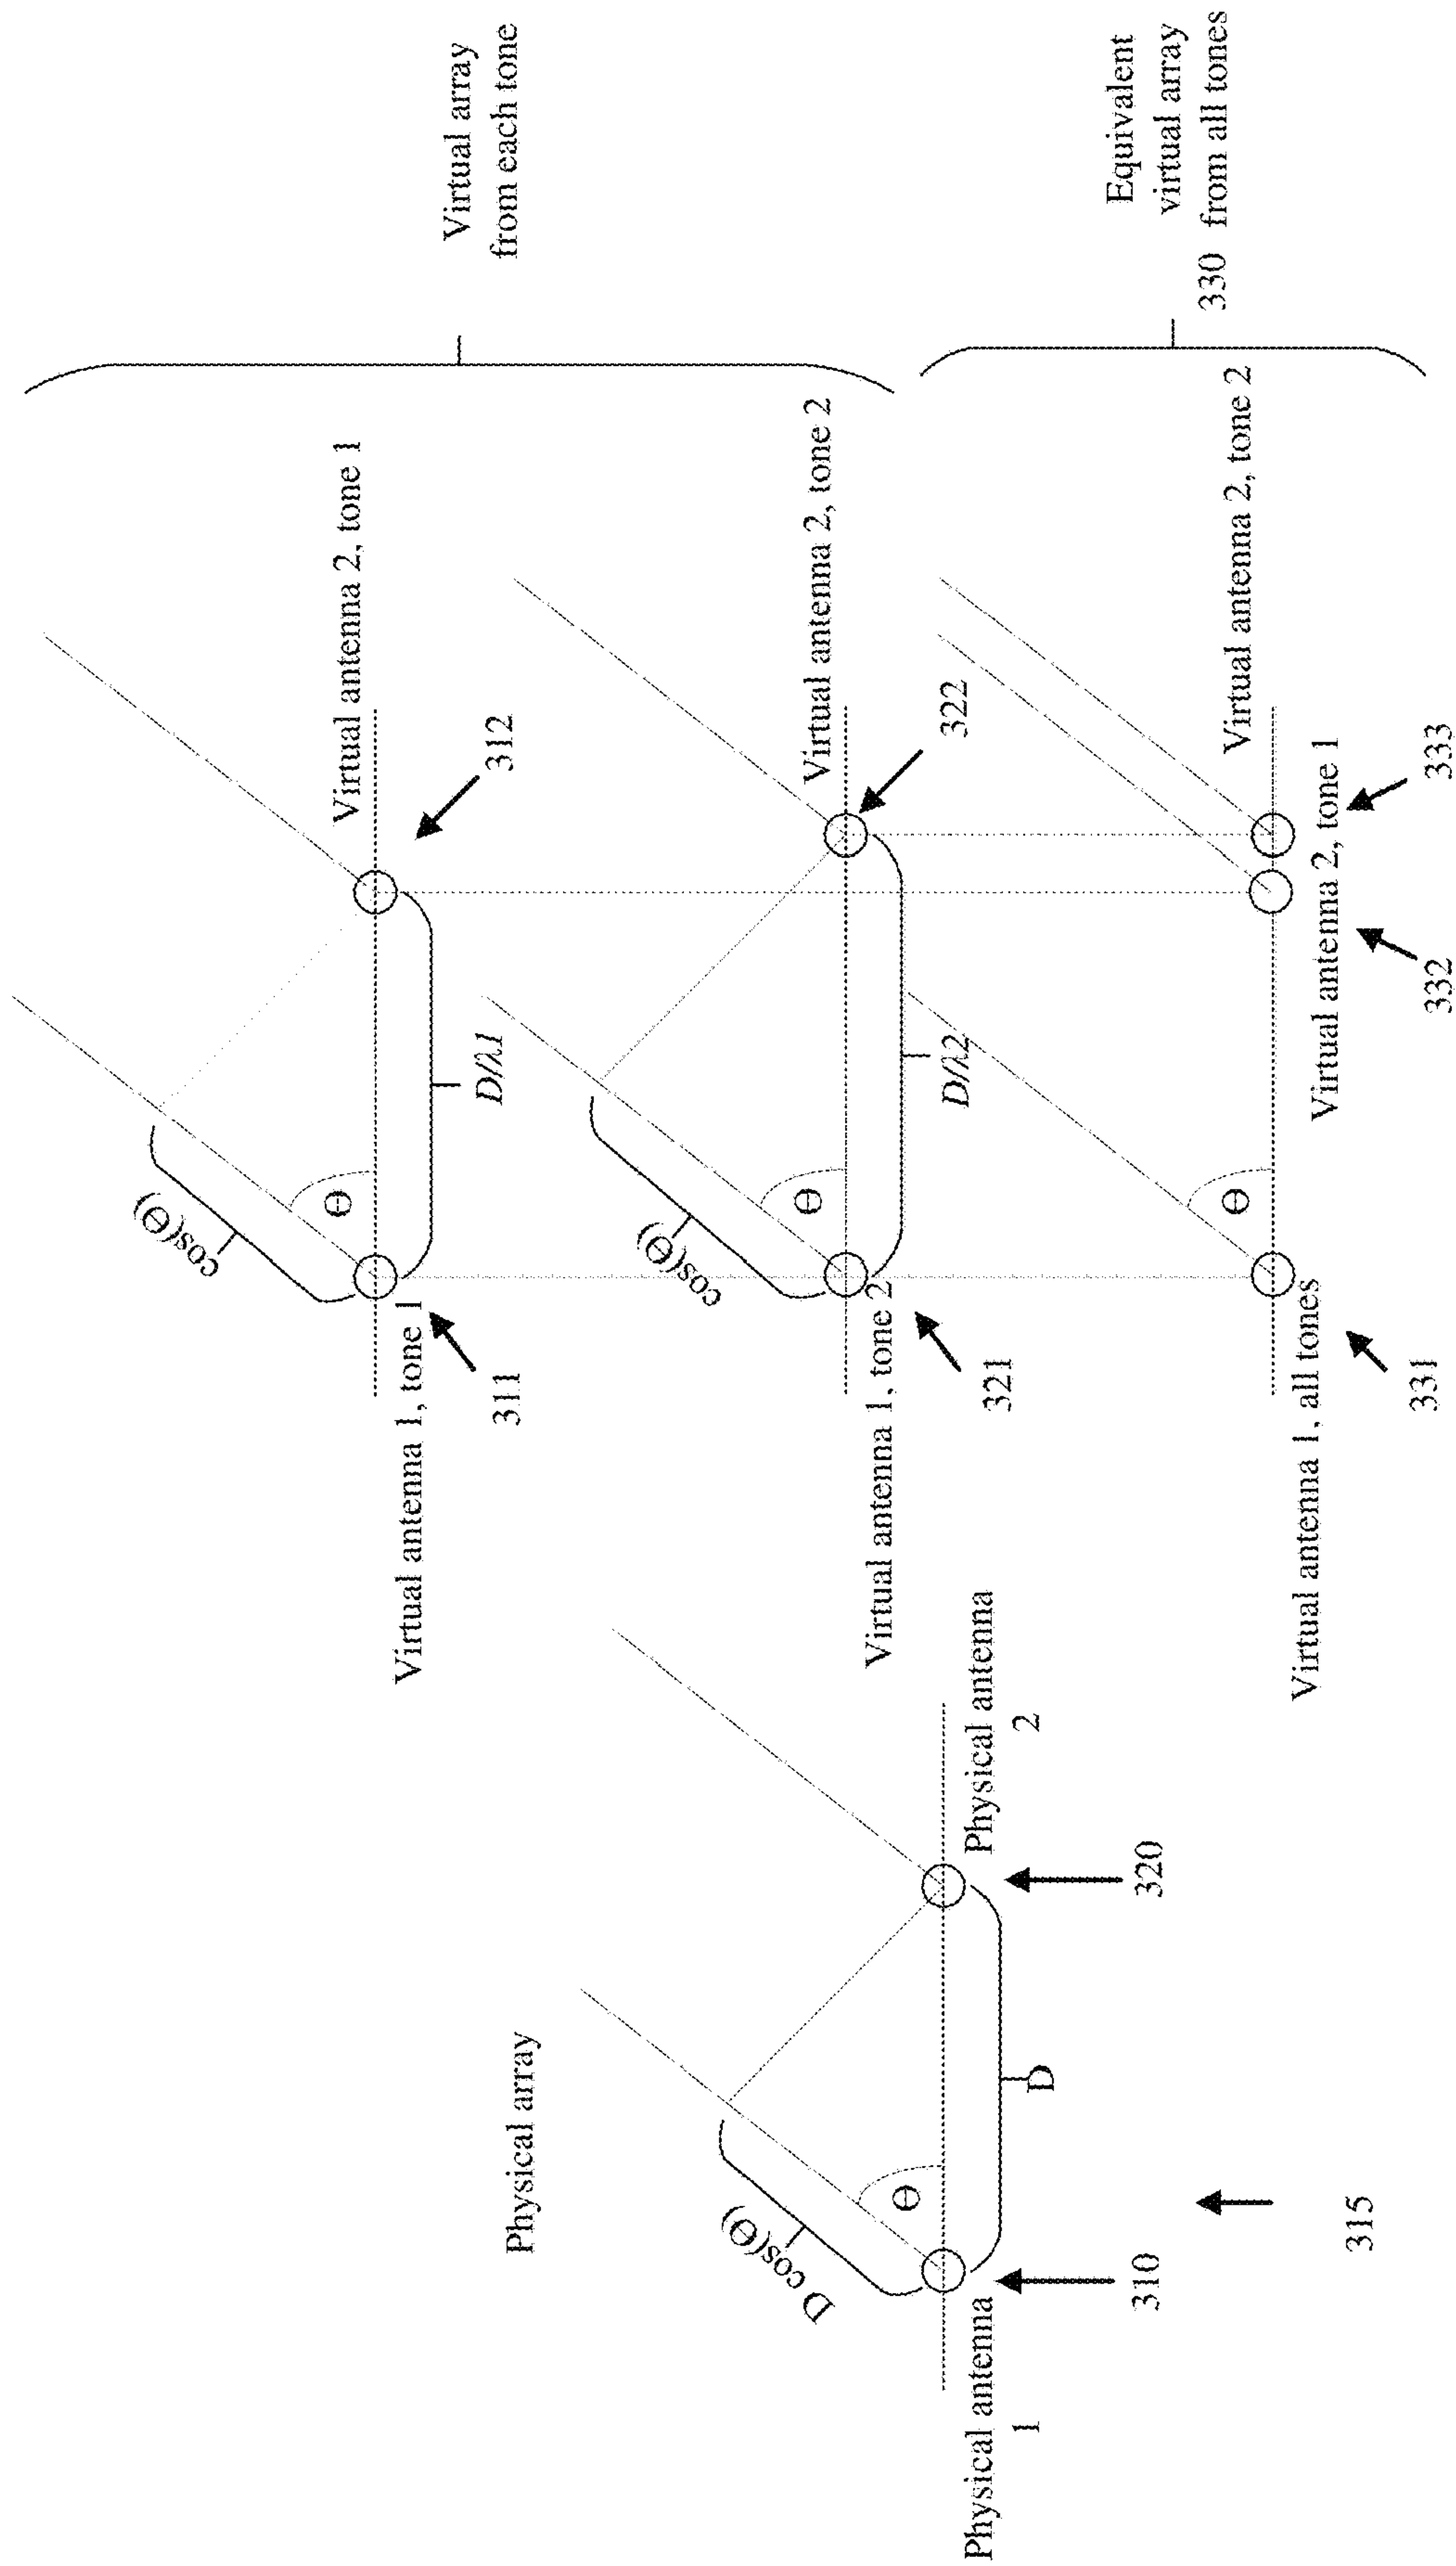 Physical array
D cos(Θ)
Θ
D
Physical antenna
1
310
Physical antenna
2
320
315
cos(Θ)
Θ
Virtual antenna 1, tone 1
311
D/λ1
Virtual antenna 2, tone 1
312
cos(Θ)
Θ
Virtual antenna 1, tone 2
321
D/λ2
Virtual antenna 2, tone 2
322
Virtual array
from each tone
Θ
Virtual antenna 1, all tones
331
Virtual antenna 2, tone 1
332
Virtual antenna 2, tone 2
333
Equivalent
virtual array
330 from all tones